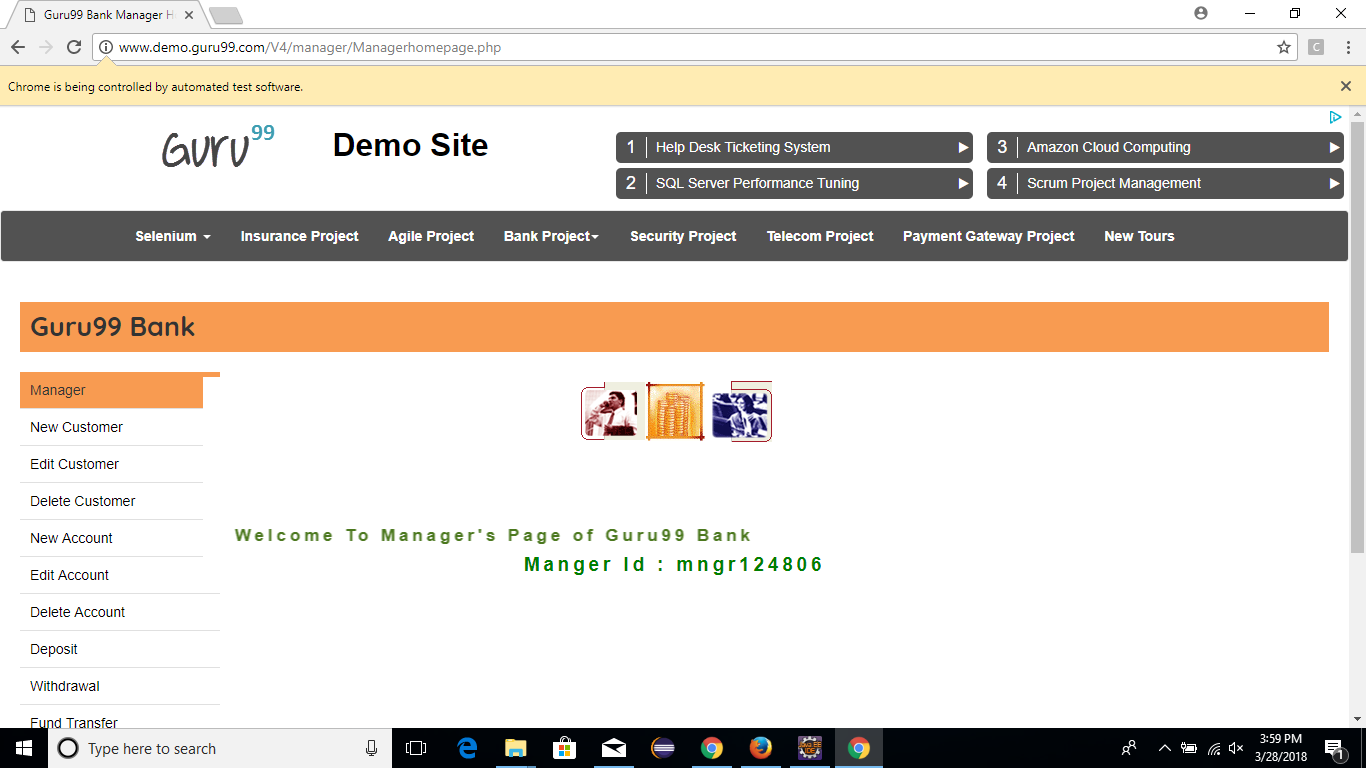 Guru99 Bank Manager H
www.demo.guru99.com/V4/manager/Managerhomepage.php
C
Chrome is being controlled by automated test software.
Guru99
Demo Site
1 Help Desk Ticketing System
3 Amazon Cloud Computing
2 SQL Server Performance Tuning
4 Scrum Project Management
Selenium Insurance Project Agile Project Bank Project Security Project Telecom Project Payment Gateway Project New Tours
Guru99 Bank
Manager
New Customer
Edit Customer
Delete Customer
New Account
Edit Account
Delete Account
Deposit
Withdrawal
Fund Transfer
Welcome To Manager's Page of Guru99 Bank
Manger Id : mngr124806
Type here to search
3:59 PM
3/28/2018
1